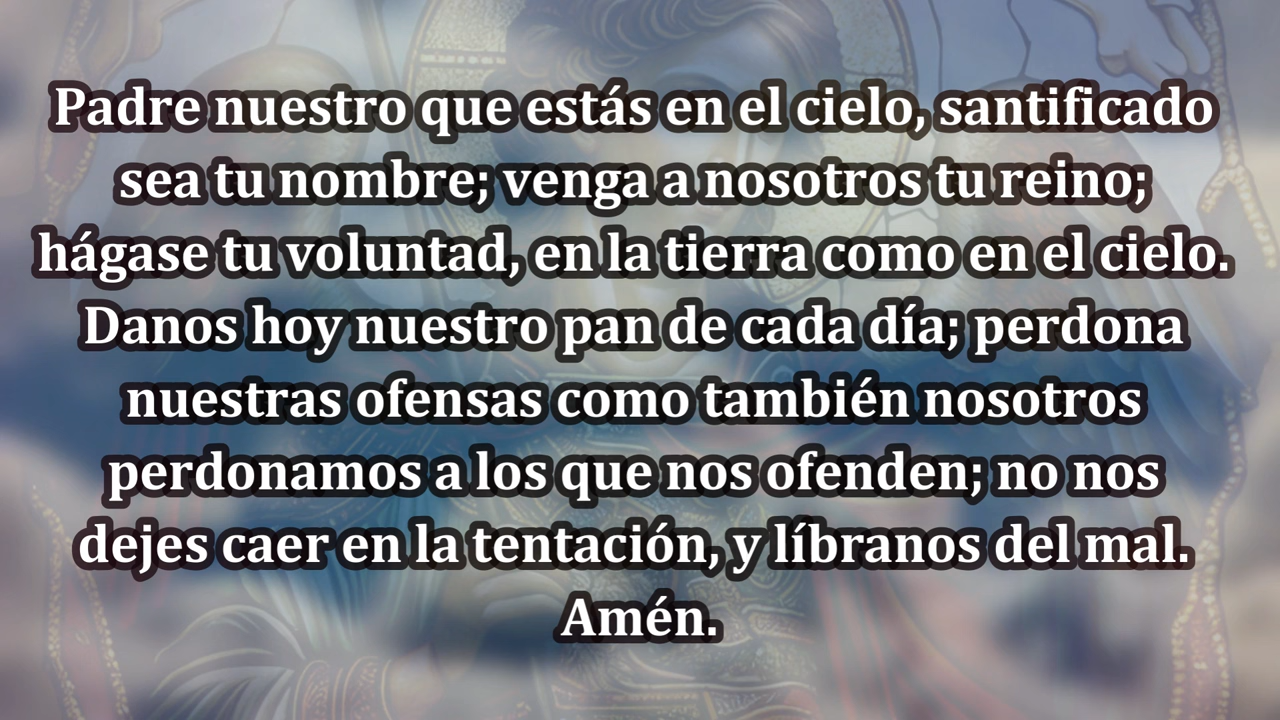 Padre nuestro que estás en el cielo, santificado
sea tu nombre; venga a nosotros tu reino;
hágase tu voluntad, en la tierra como en el cielo.
Danos hoy nuestro pan de cada día; perdona
nuestras ofensas como también nosotros
perdonamos a los que nos ofenden; no nos
dejes caer en la tentación, y líbranos del mal.
Amén.